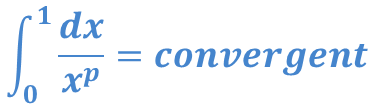 ∫₀¹ dx/xᵖ = convergent